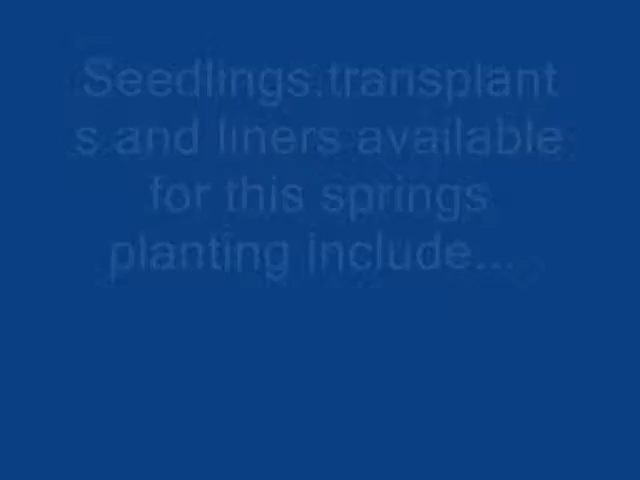 Seedlings,transplant
s and liners available
for this springs
planting include...